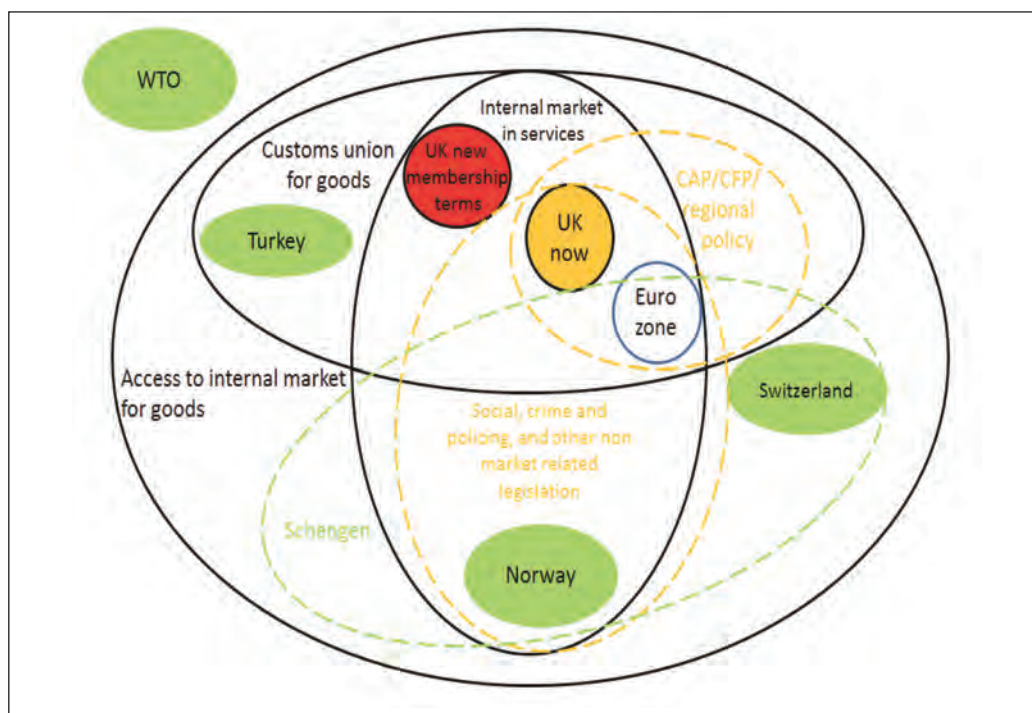 WTO
Internal market
in services
Customs union
for goods
UK new
membership
terms
CAP/CFP/
regional
policy
Turkey
UK
now
Euro
zone
Access to internal market
for goods
Switzerland
Social, crime and
policing, and other non
market related
legislation
Schengen
Norway